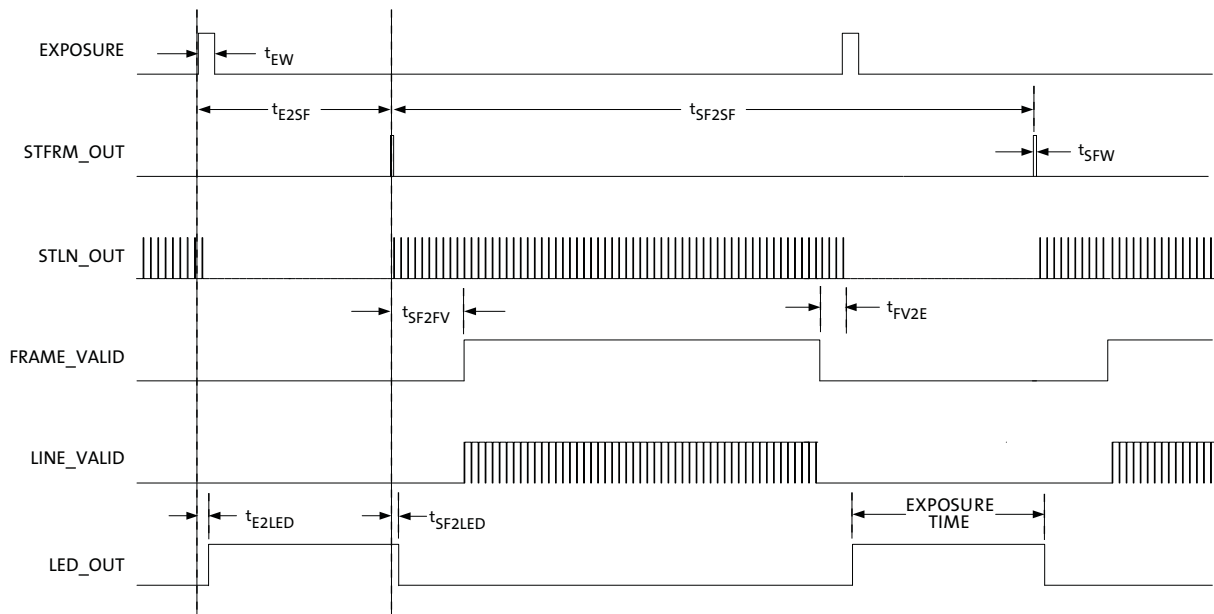 EXPOSURE
tEW
tE2SF
tSF2SF
STFRM_OUT
tSFW
STLN_OUT
tSF2FV
tFV2E
FRAME_VALID
LINE_VALID
tE2LED
tSF2LED
EXPOSURE
TIME
LED_OUT